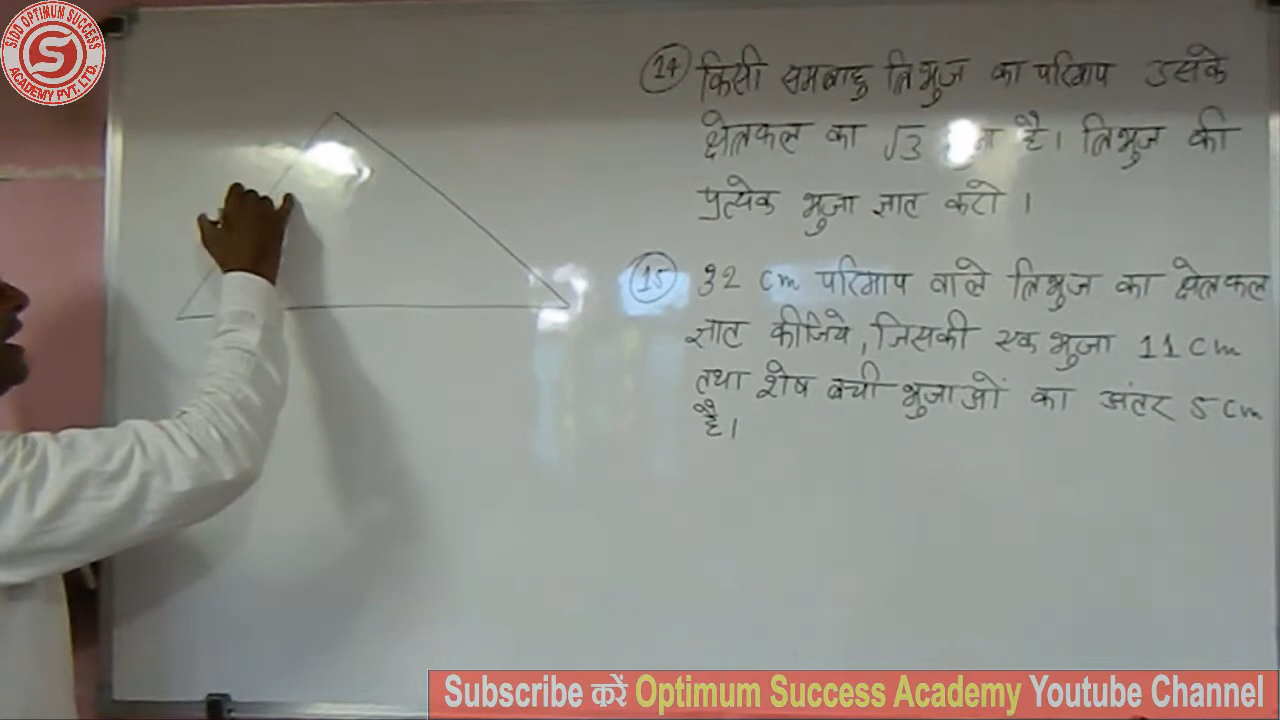 SIDD OPTIMUM SUCCESS
S
ACADEMY PVT. LTD.
14 किसी समबाहु त्रिभुज का परिमाप उसके
क्षेत्रफल का √3 है। त्रिभुज की
प्रत्येक भुजा ज्ञात करो।
15 32 cm परिमाप वाले त्रिभुज का क्षेत्रफल
ज्ञात कीजिये, जिसकी एक भुजा 11 cm
तथा शेष बची भुजाओं का अंतर 5 cm
है।
Subscribe करें Optimum Success Academy Youtube Channel